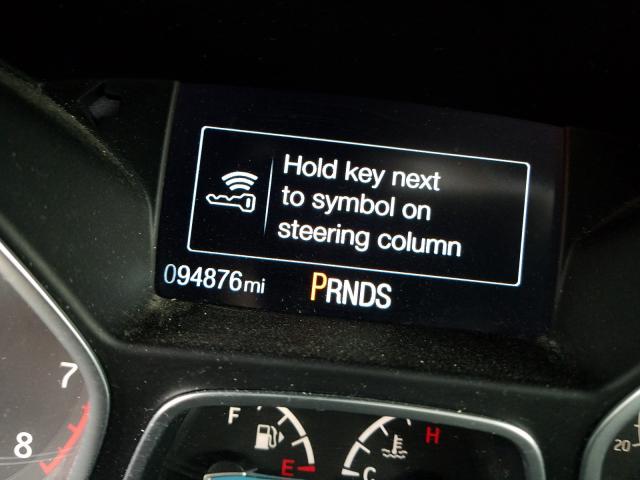 Hold key next
to symbol on
steering column
094876mi
PRNDS
7
8
F
E
H
C
20